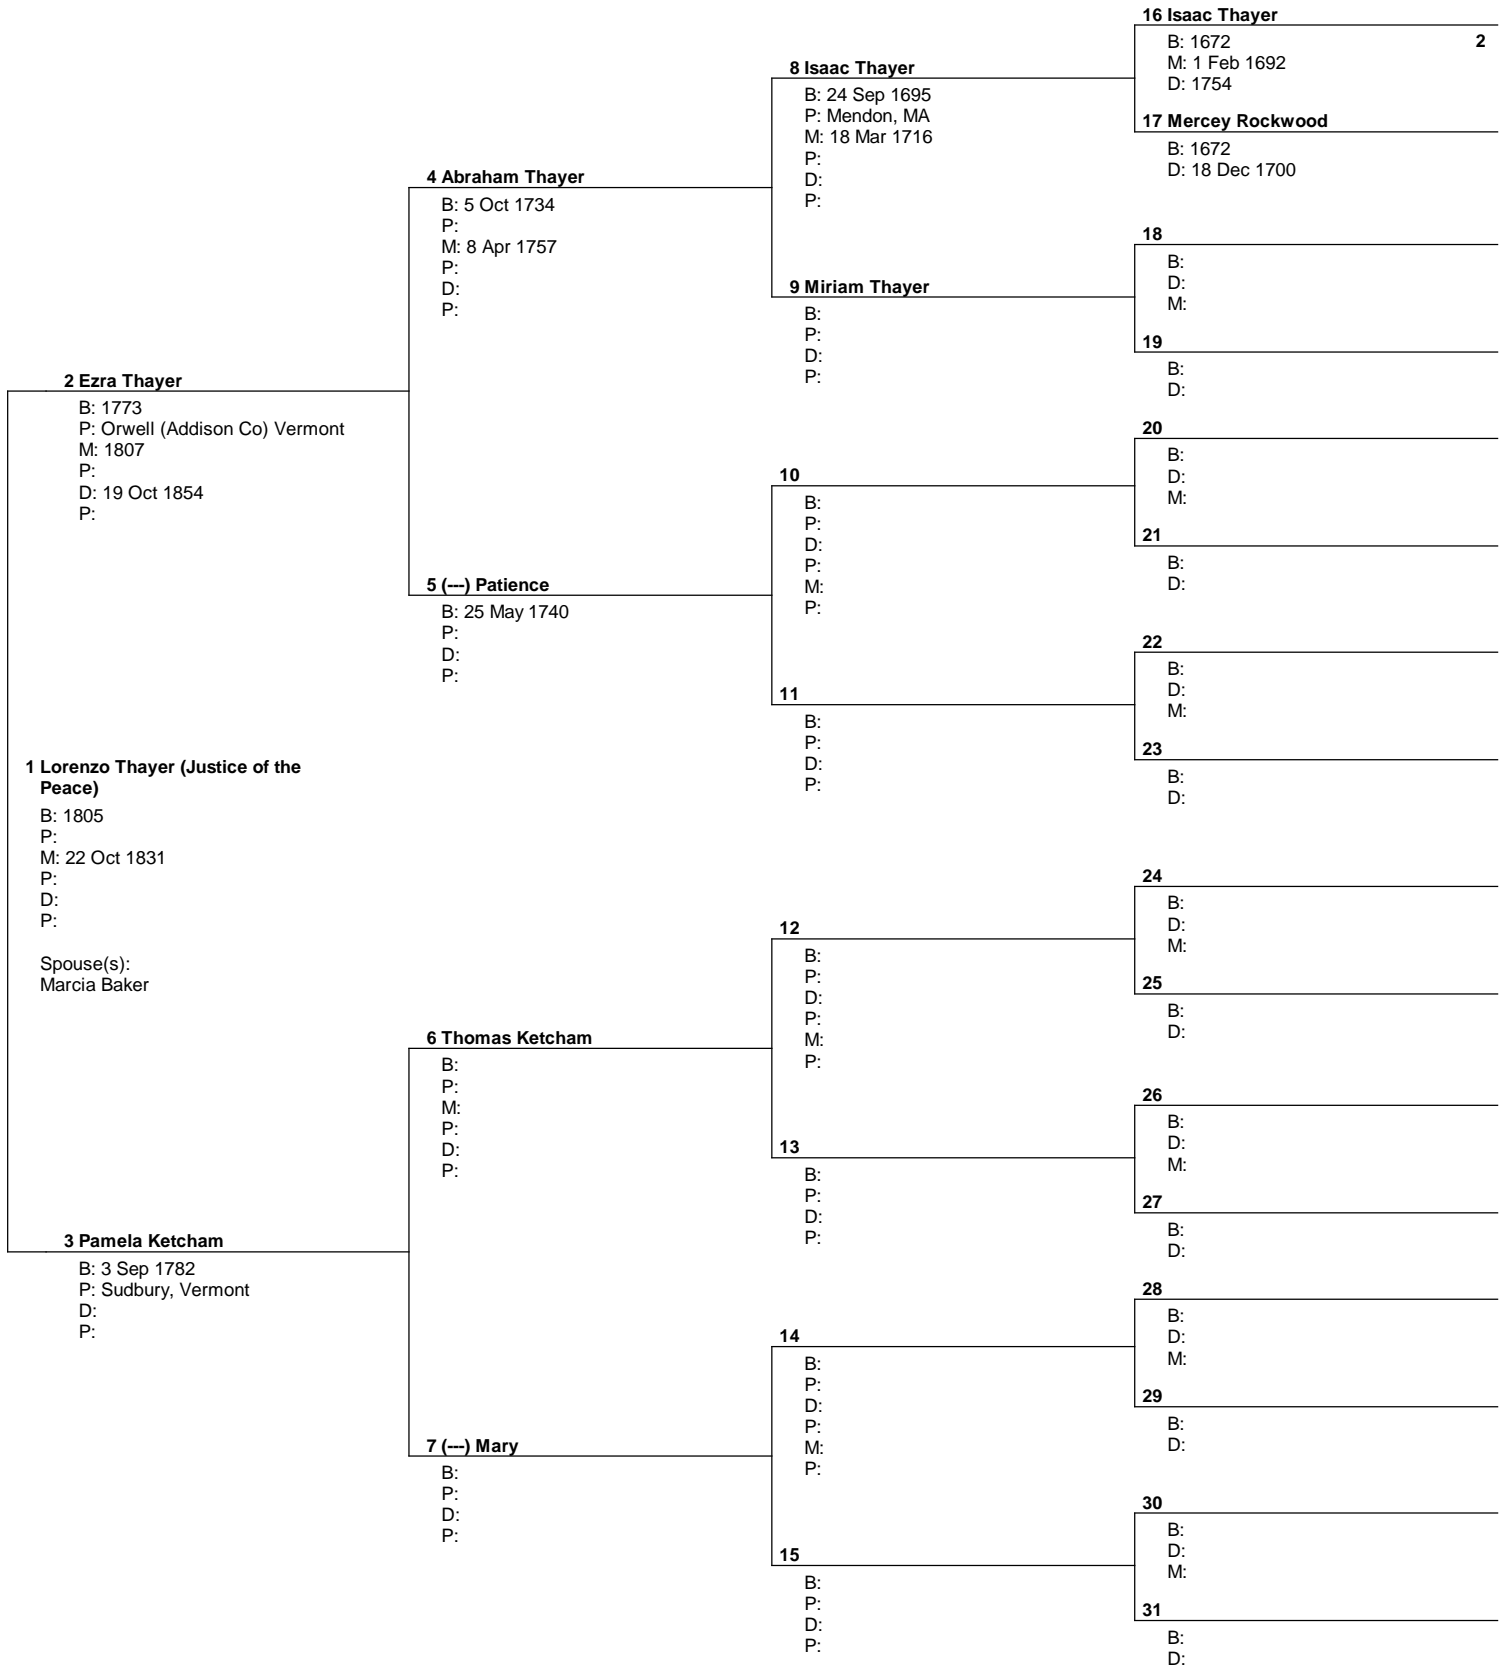 1 Lorenzo Thayer (Justice of the
Peace)
B: 1805
P:
M: 22 Oct 1831
P:
D:
P:
Spouse(s):
Marcia Baker
2 Ezra Thayer
B: 1773
P: Orwell (Addison Co) Vermont
M: 1807
P:
D: 19 Oct 1854
P:
3 Pamela Ketcham
B: 3 Sep 1782
P: Sudbury, Vermont
D:
P:
4 Abraham Thayer
B: 5 Oct 1734
P:
M: 8 Apr 1757
P:
D:
P:
5 (---) Patience
B: 25 May 1740
P:
D:
P:
6 Thomas Ketcham
B:
P:
M:
P:
D:
P:
7 (---) Mary
B:
P:
D:
P:
8 Isaac Thayer
B: 24 Sep 1695
P: Mendon, MA
M: 18 Mar 1716
P:
D:
P:
9 Miriam Thayer
B:
P:
D:
P:
10
B:
P:
D:
P:
M:
P:
11
B:
P:
D:
P:
12
B:
P:
D:
P:
M:
P:
13
B:
P:
D:
P:
14
B:
P:
D:
P:
M:
P:
15
B:
P:
D:
P:
16 Isaac Thayer
B: 1672 2
M: 1 Feb 1692
D: 1754
17 Mercey Rockwood
B: 1672
D: 18 Dec 1700
18
B:
D:
M:
19
B:
D:
20
B:
D:
M:
21
B:
D:
22
B:
D:
M:
23
B:
D:
24
B:
D:
M:
25
B:
D:
26
B:
D:
M:
27
B:
D:
28
B:
D:
M:
29
B:
D:
30
B:
D:
M:
31
B:
D: